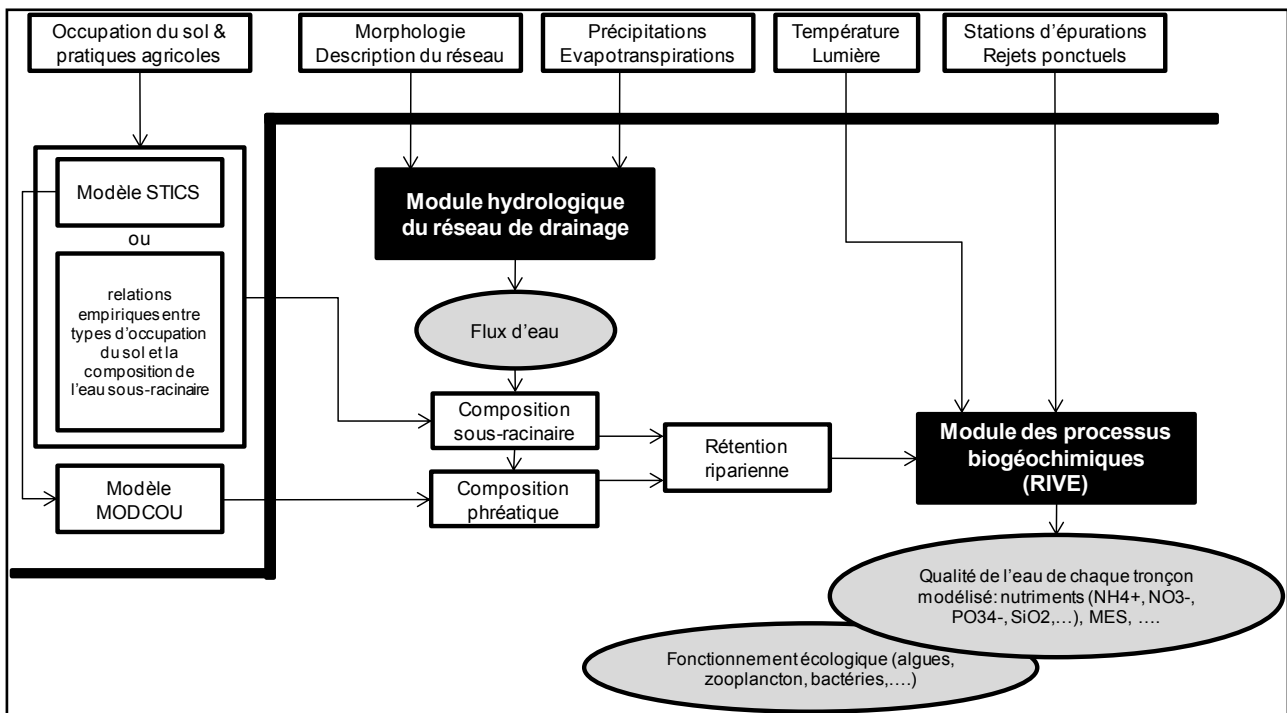 Occupation du sol &
pratiques agricoles
Morphologie
Description du réseau
Précipitations
Evapotranspirations
Température
Lumière
Stations d'épurations
Rejets ponctuels
Modèle STICS
ou
relations
empiriques entre
types d'occupation
du sol et la
composition de
l'eau sous-racinaire
Modèle
MODCOU
Module hydrologique
du réseau de drainage
Flux d'eau
Composition
sous-racinaire
Composition
phréatique
Rétention
riparienne
Module des processus
biogéochimiques
(RIVE)
Qualité de l'eau de chaque tronçon
modélisé: nutriments (NH4+, NO3-,
PO34-, SiO2,...), MES, ....
Fonctionnement écologique (algues,
zooplancton, bactéries,....)